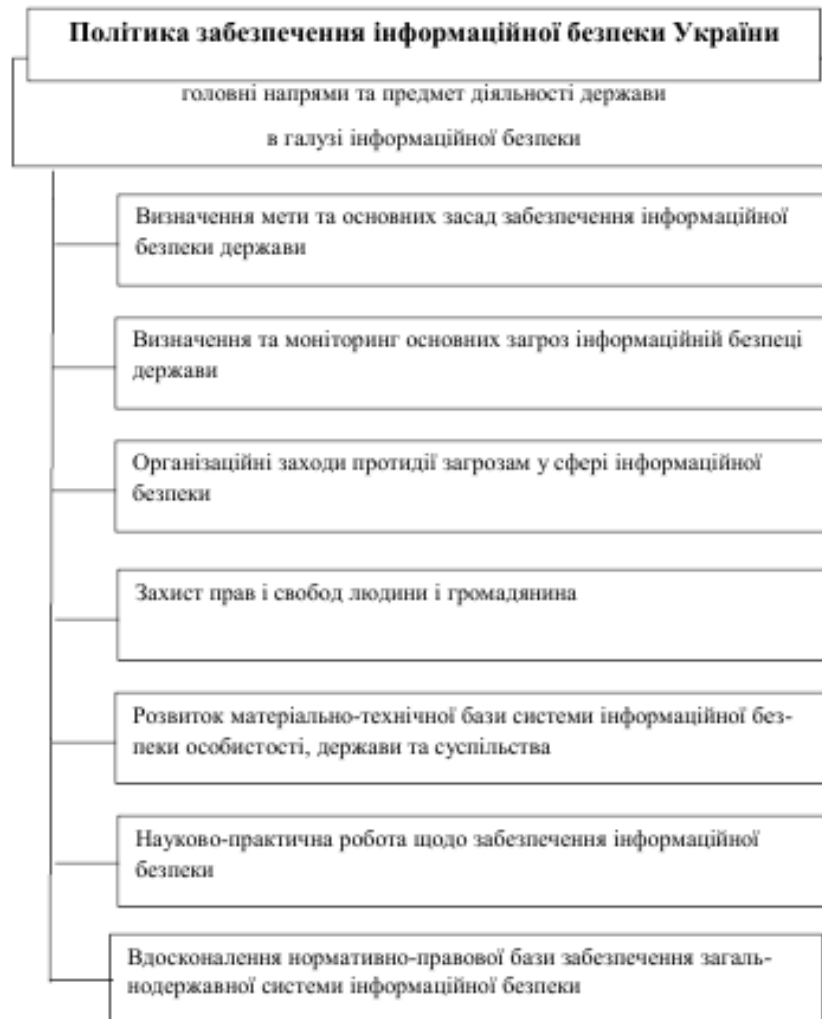 Політика забезпечення інформаційної безпеки України
головні напрями та предмет діяльності держави
в галузі інформаційної безпеки
Визначення мети та основних засад забезпечення інформаційної
безпеки держави
Визначення та моніторинг основних загроз інформаційній безпеці
держави
Організаційні заходи протидії загрозам у сфері інформаційної
безпеки
Захист прав і свобод людини і громадянина
Розвиток матеріально-технічної бази системи інформаційної без-
пеки особистості, держави та суспільства
Науково-практична робота щодо забезпечення інформаційної
безпеки
Вдосконалення нормативно-правової бази забезпечення загаль-
нодержавної системи інформаційної безпеки